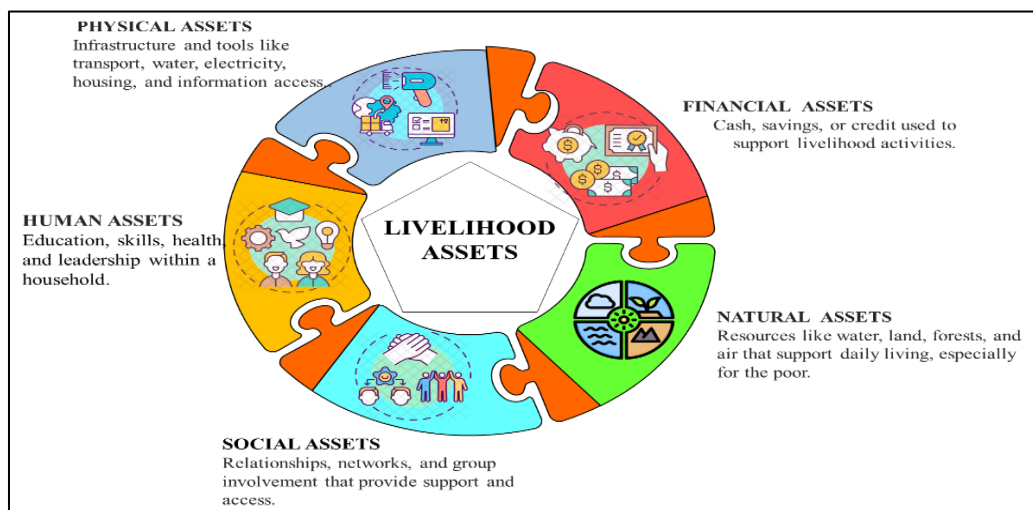 PHYSICAL ASSETS
Infrastructure and tools like
transport, water, electricity,
housing, and information access..
FINANCIAL ASSETS
Cash, savings, or credit used to
support livelihood activities.
HUMAN ASSETS
Education, skills, health,
and leadership within a
household.
LIVELIHOOD
ASSETS
NATURAL ASSETS
Resources like water, land, forests, and
air that support daily living, especially
for the poor.
SOCIAL ASSETS
Relationships, networks, and group
involvement that provide support and
access.